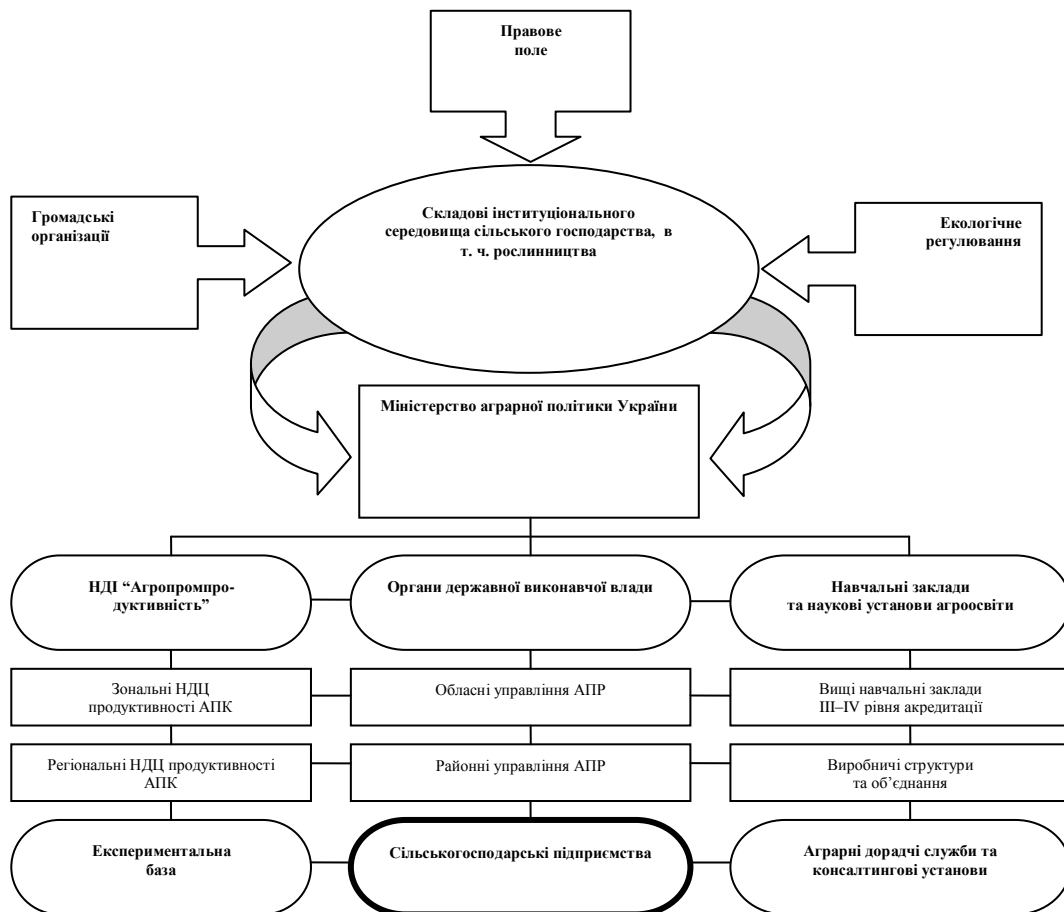 Правове
поле
Громадські
організації
Складові інституціонального
середовища сільського господарства, в
т. ч. рослинництва
Екологічне
регулювання
Міністерство аграрної політики України
НДІ “Агропромпро-
дуктивність”
Органи державної виконавчої влади
Навчальні заклади
та наукові установи агроосвіти
Зональні НДЦ
продуктивності АПК
Обласні управління АПР
Вищі навчальні заклади
III–IV рівня акредитації
Регіональні НДЦ продуктивності
АПК
Районні управління АПР
Виробничі структури
та об’єднання
Експериментальна
база
Сільськогосподарські підприємства
Аграрні дорадчі служби та
консалтингові установи